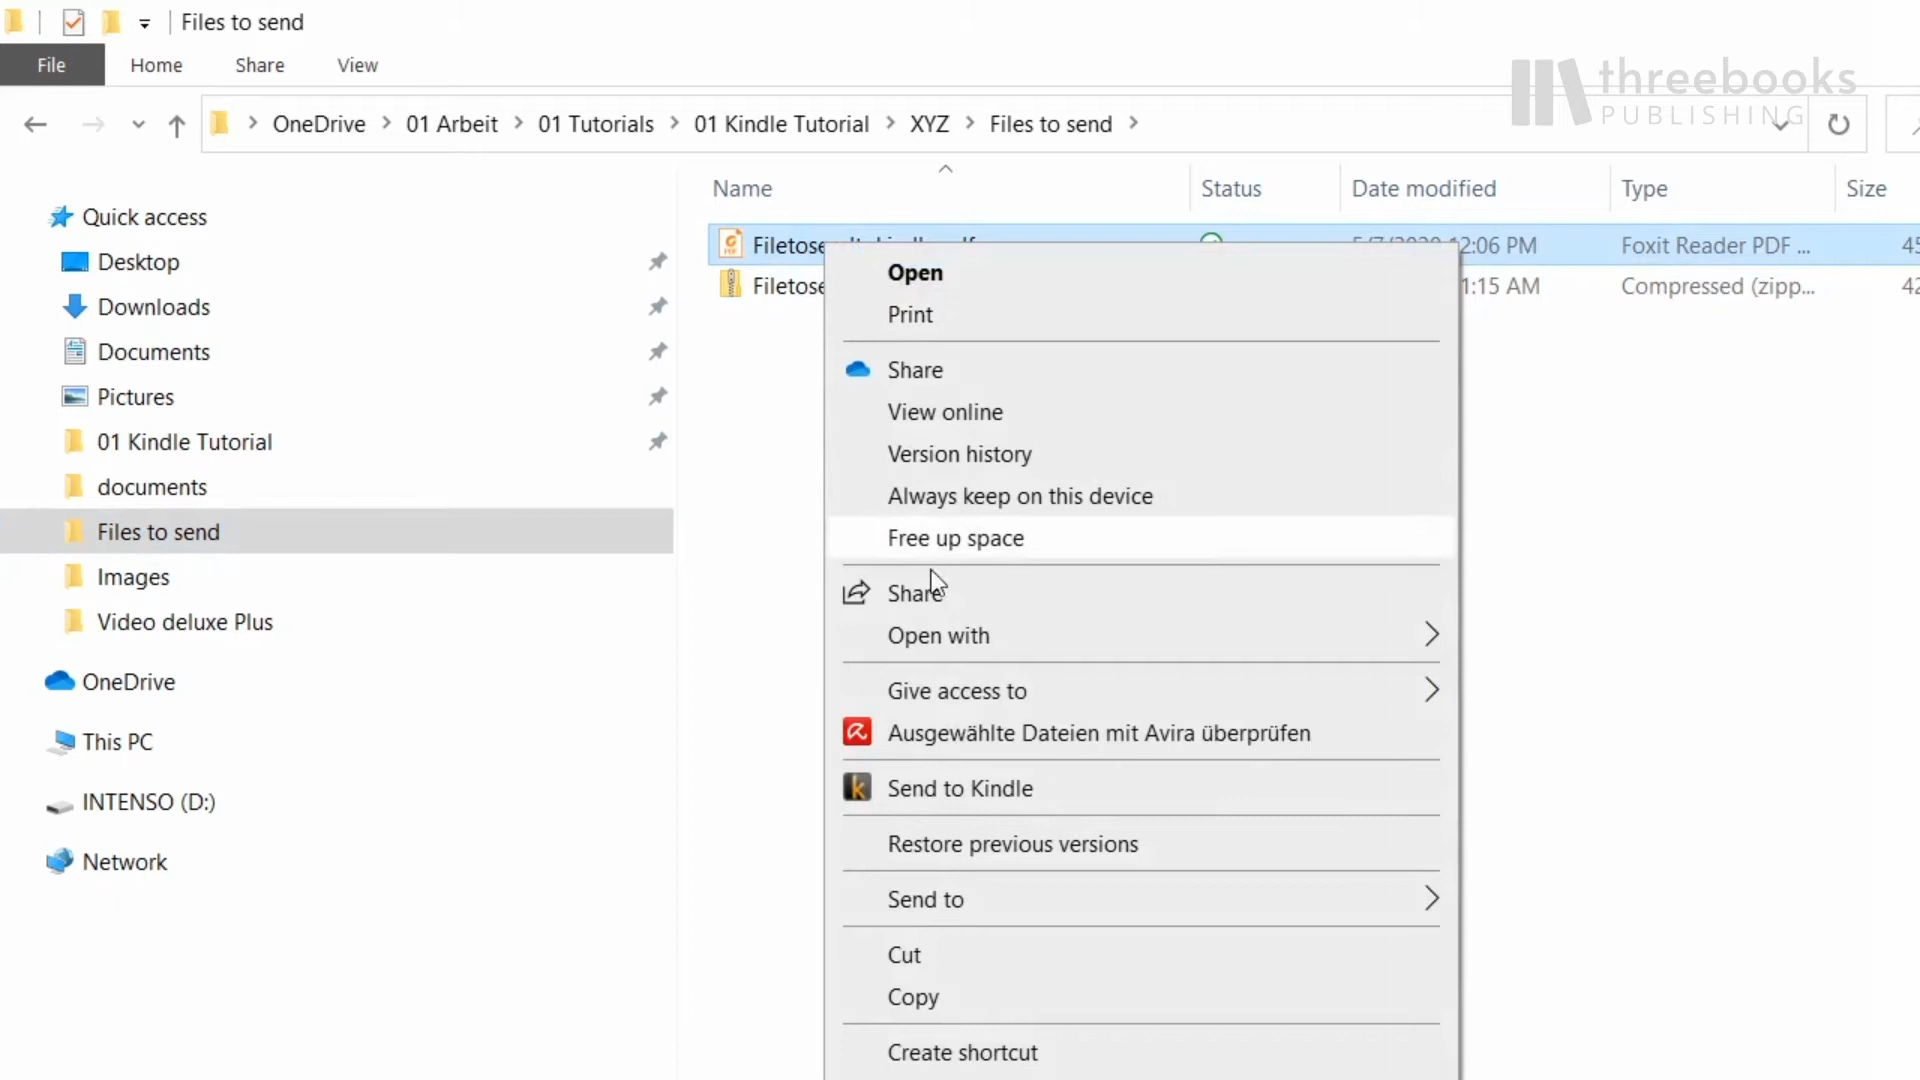 Files to send
File Home Share View
threebooks
PUBLISHING
OneDrive 01 Arbeit 01 Tutorials 01 Kindle Tutorial XYZ Files to send
Name Status Date modified Type Size
Quick access
Desktop
Downloads
Documents
Pictures
01 Kindle Tutorial
documents
Files to send
Images
Video deluxe Plus
OneDrive
This PC
INTENSO (D:)
Network
12:06 PM Foxit Reader PDF ...
1:15 AM Compressed (zipp...
Open
Print
Share
View online
Version history
Always keep on this device
Free up space
Share
Open with
Give access to
Ausgewählte Dateien mit Avira überprüfen
Send to Kindle
Restore previous versions
Send to
Cut
Copy
Create shortcut